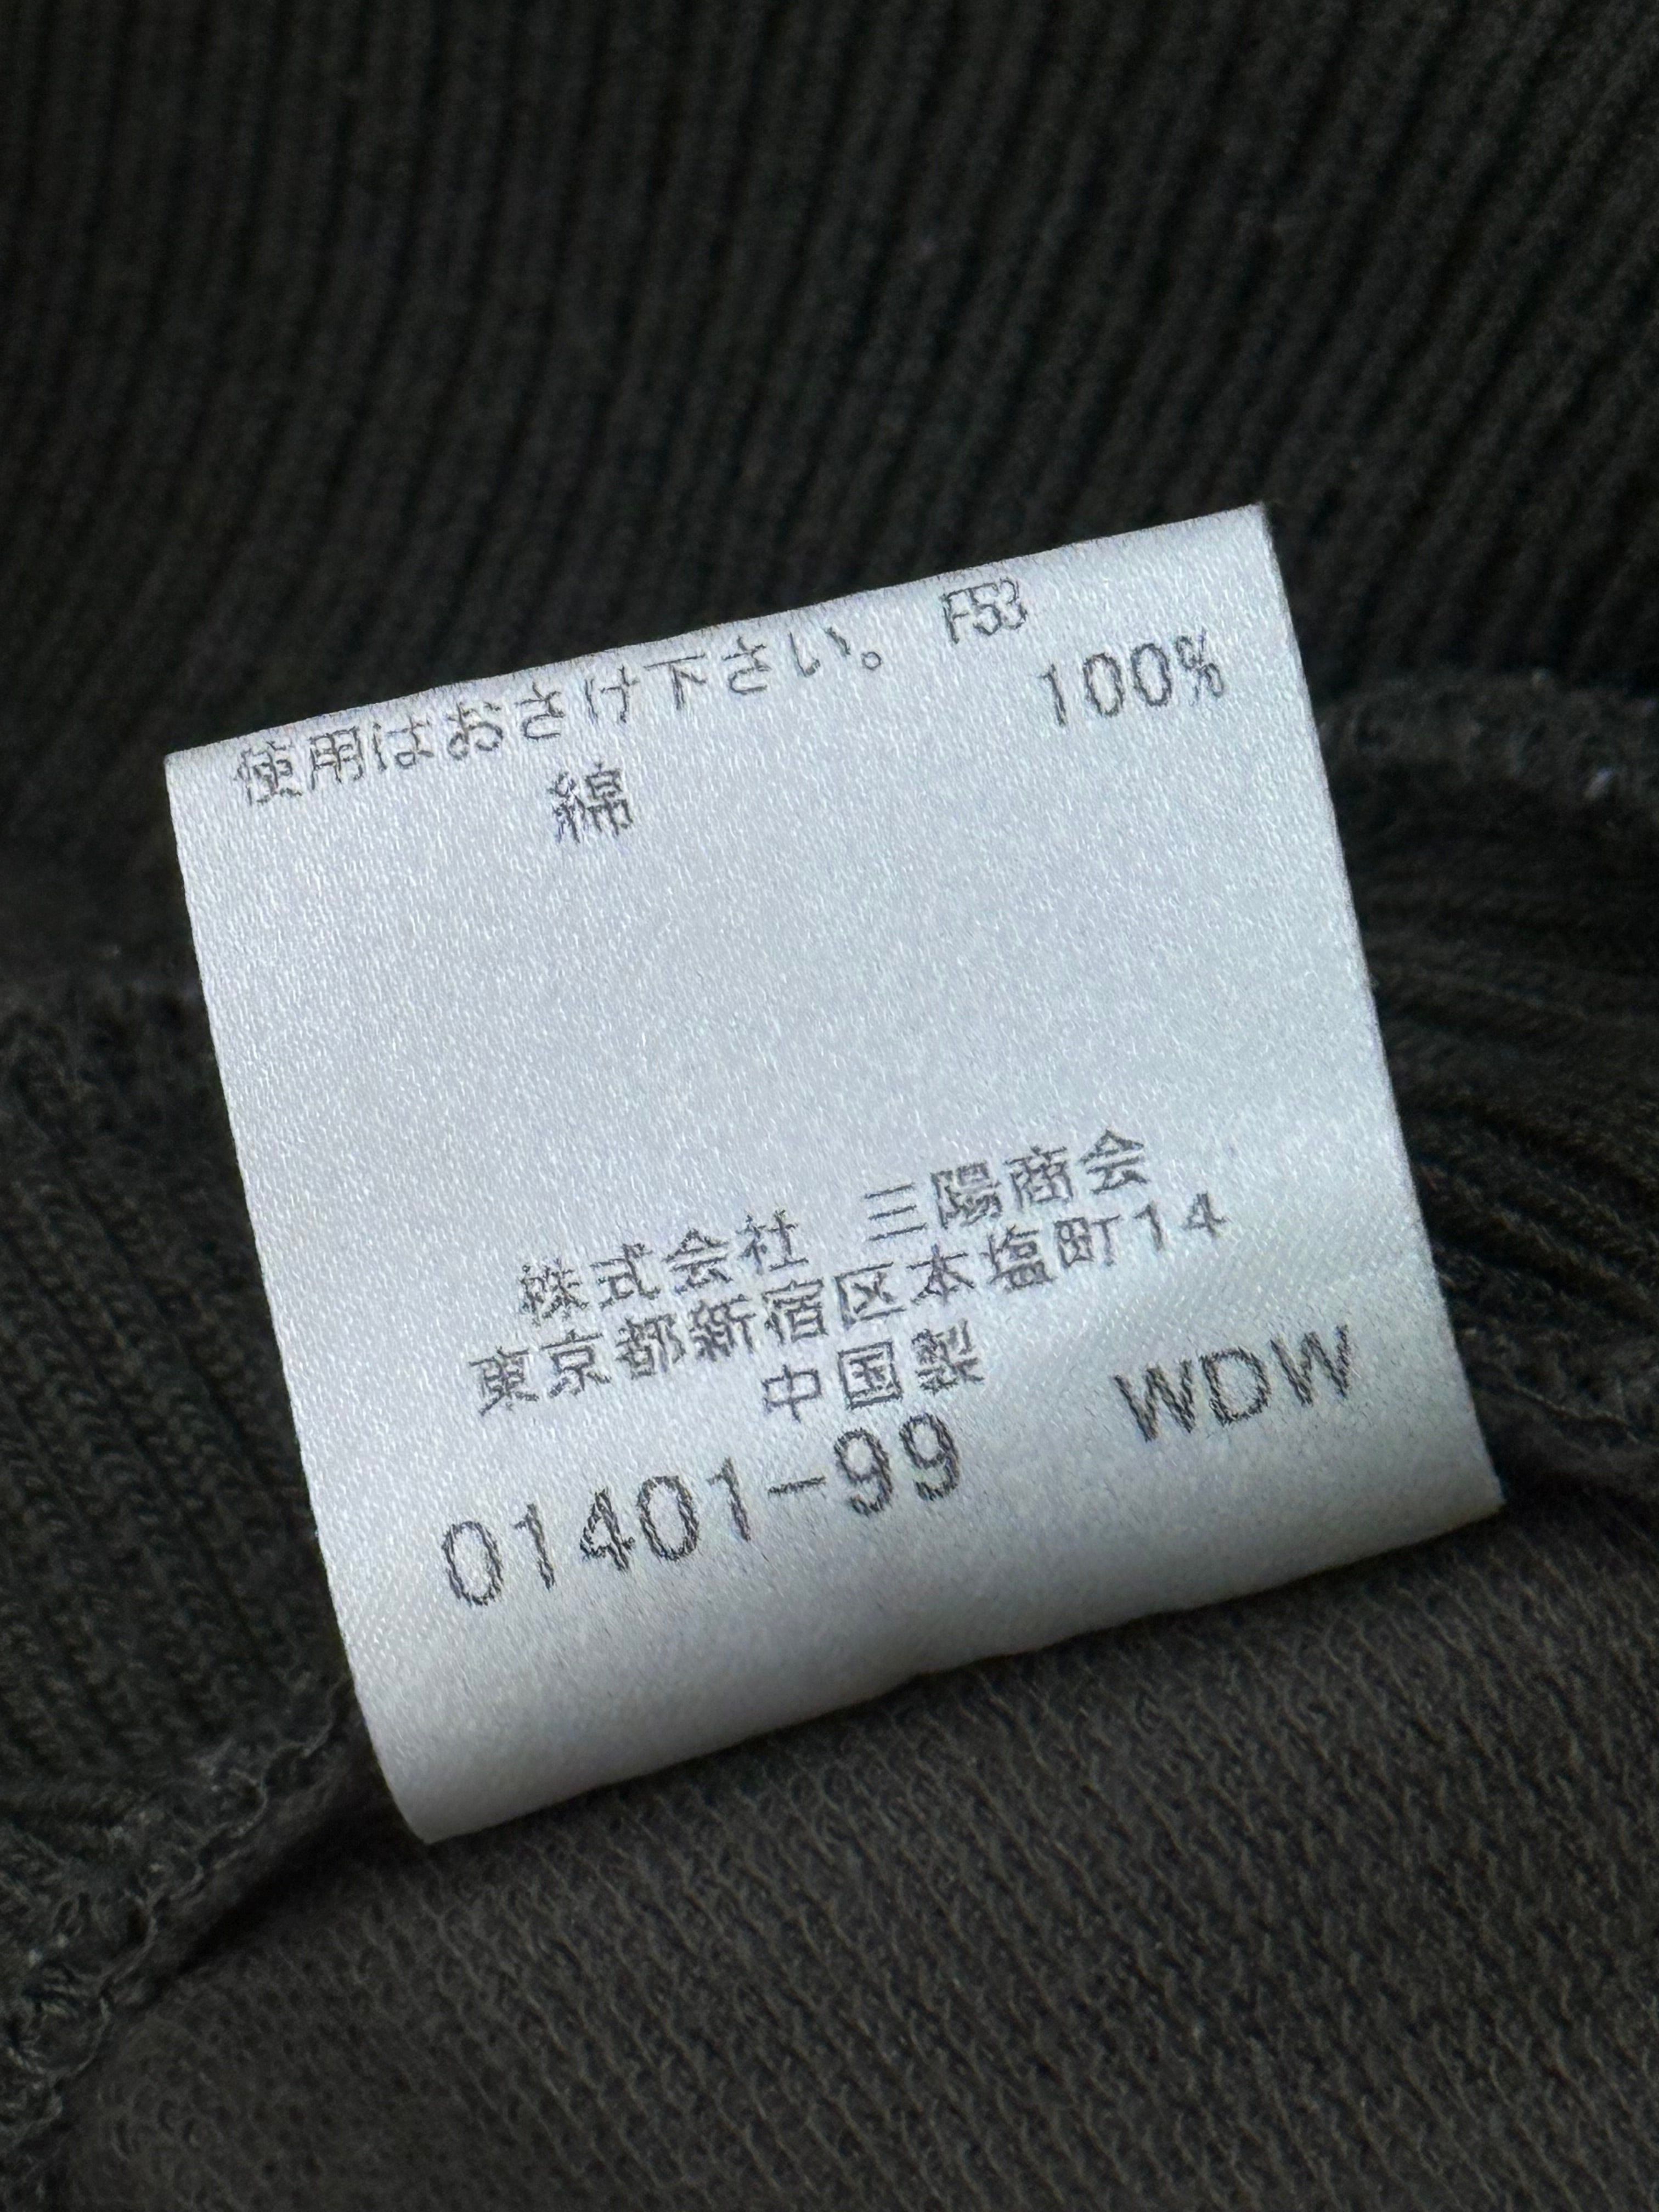 使用はおさけ下さい。 F53
綿 100%
株式会社 三陽商会
東京都新宿区本塩町14
中国製
01401-99 WDW